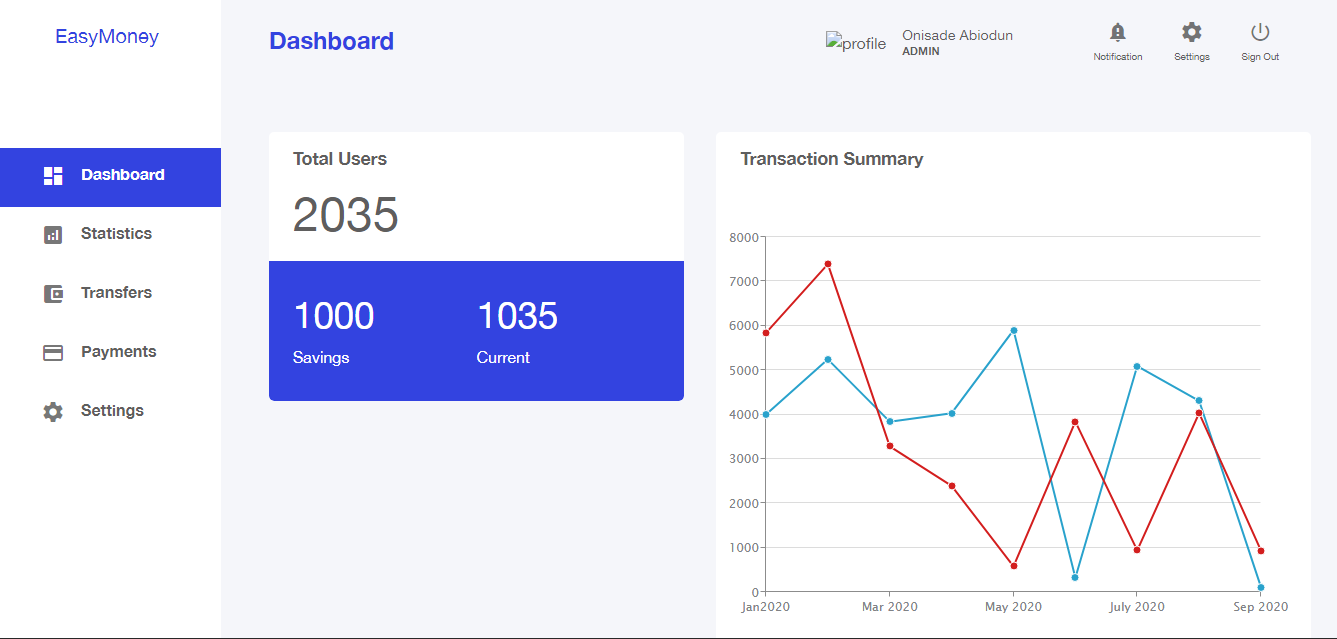 EasyMoney
Dashboard
profile
Onisade Abiodun
ADMIN
Notification
Settings
Sign Out
Dashboard
Statistics
Transfers
Payments
Settings
Total Users
2035
1000
Savings
1035
Current
Transaction Summary
8000
7000
6000
5000
4000
3000
2000
1000
0
Jan2020
Mar 2020
May 2020
July 2020
Sep 2020